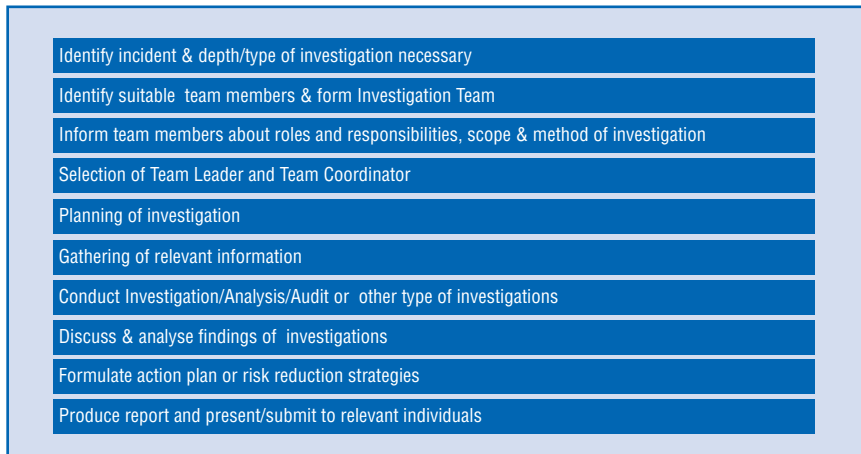 Identify incident & depth/type of investigation necessary
Identify suitable team members & form Investigation Team
Inform team members about roles and responsibilities, scope & method of investigation
Selection of Team Leader and Team Coordinator
Planning of investigation
Gathering of relevant information
Conduct Investigation/Analysis/Audit or other type of investigations
Discuss & analyse findings of investigations
Formulate action plan or risk reduction strategies
Produce report and present/submit to relevant individuals